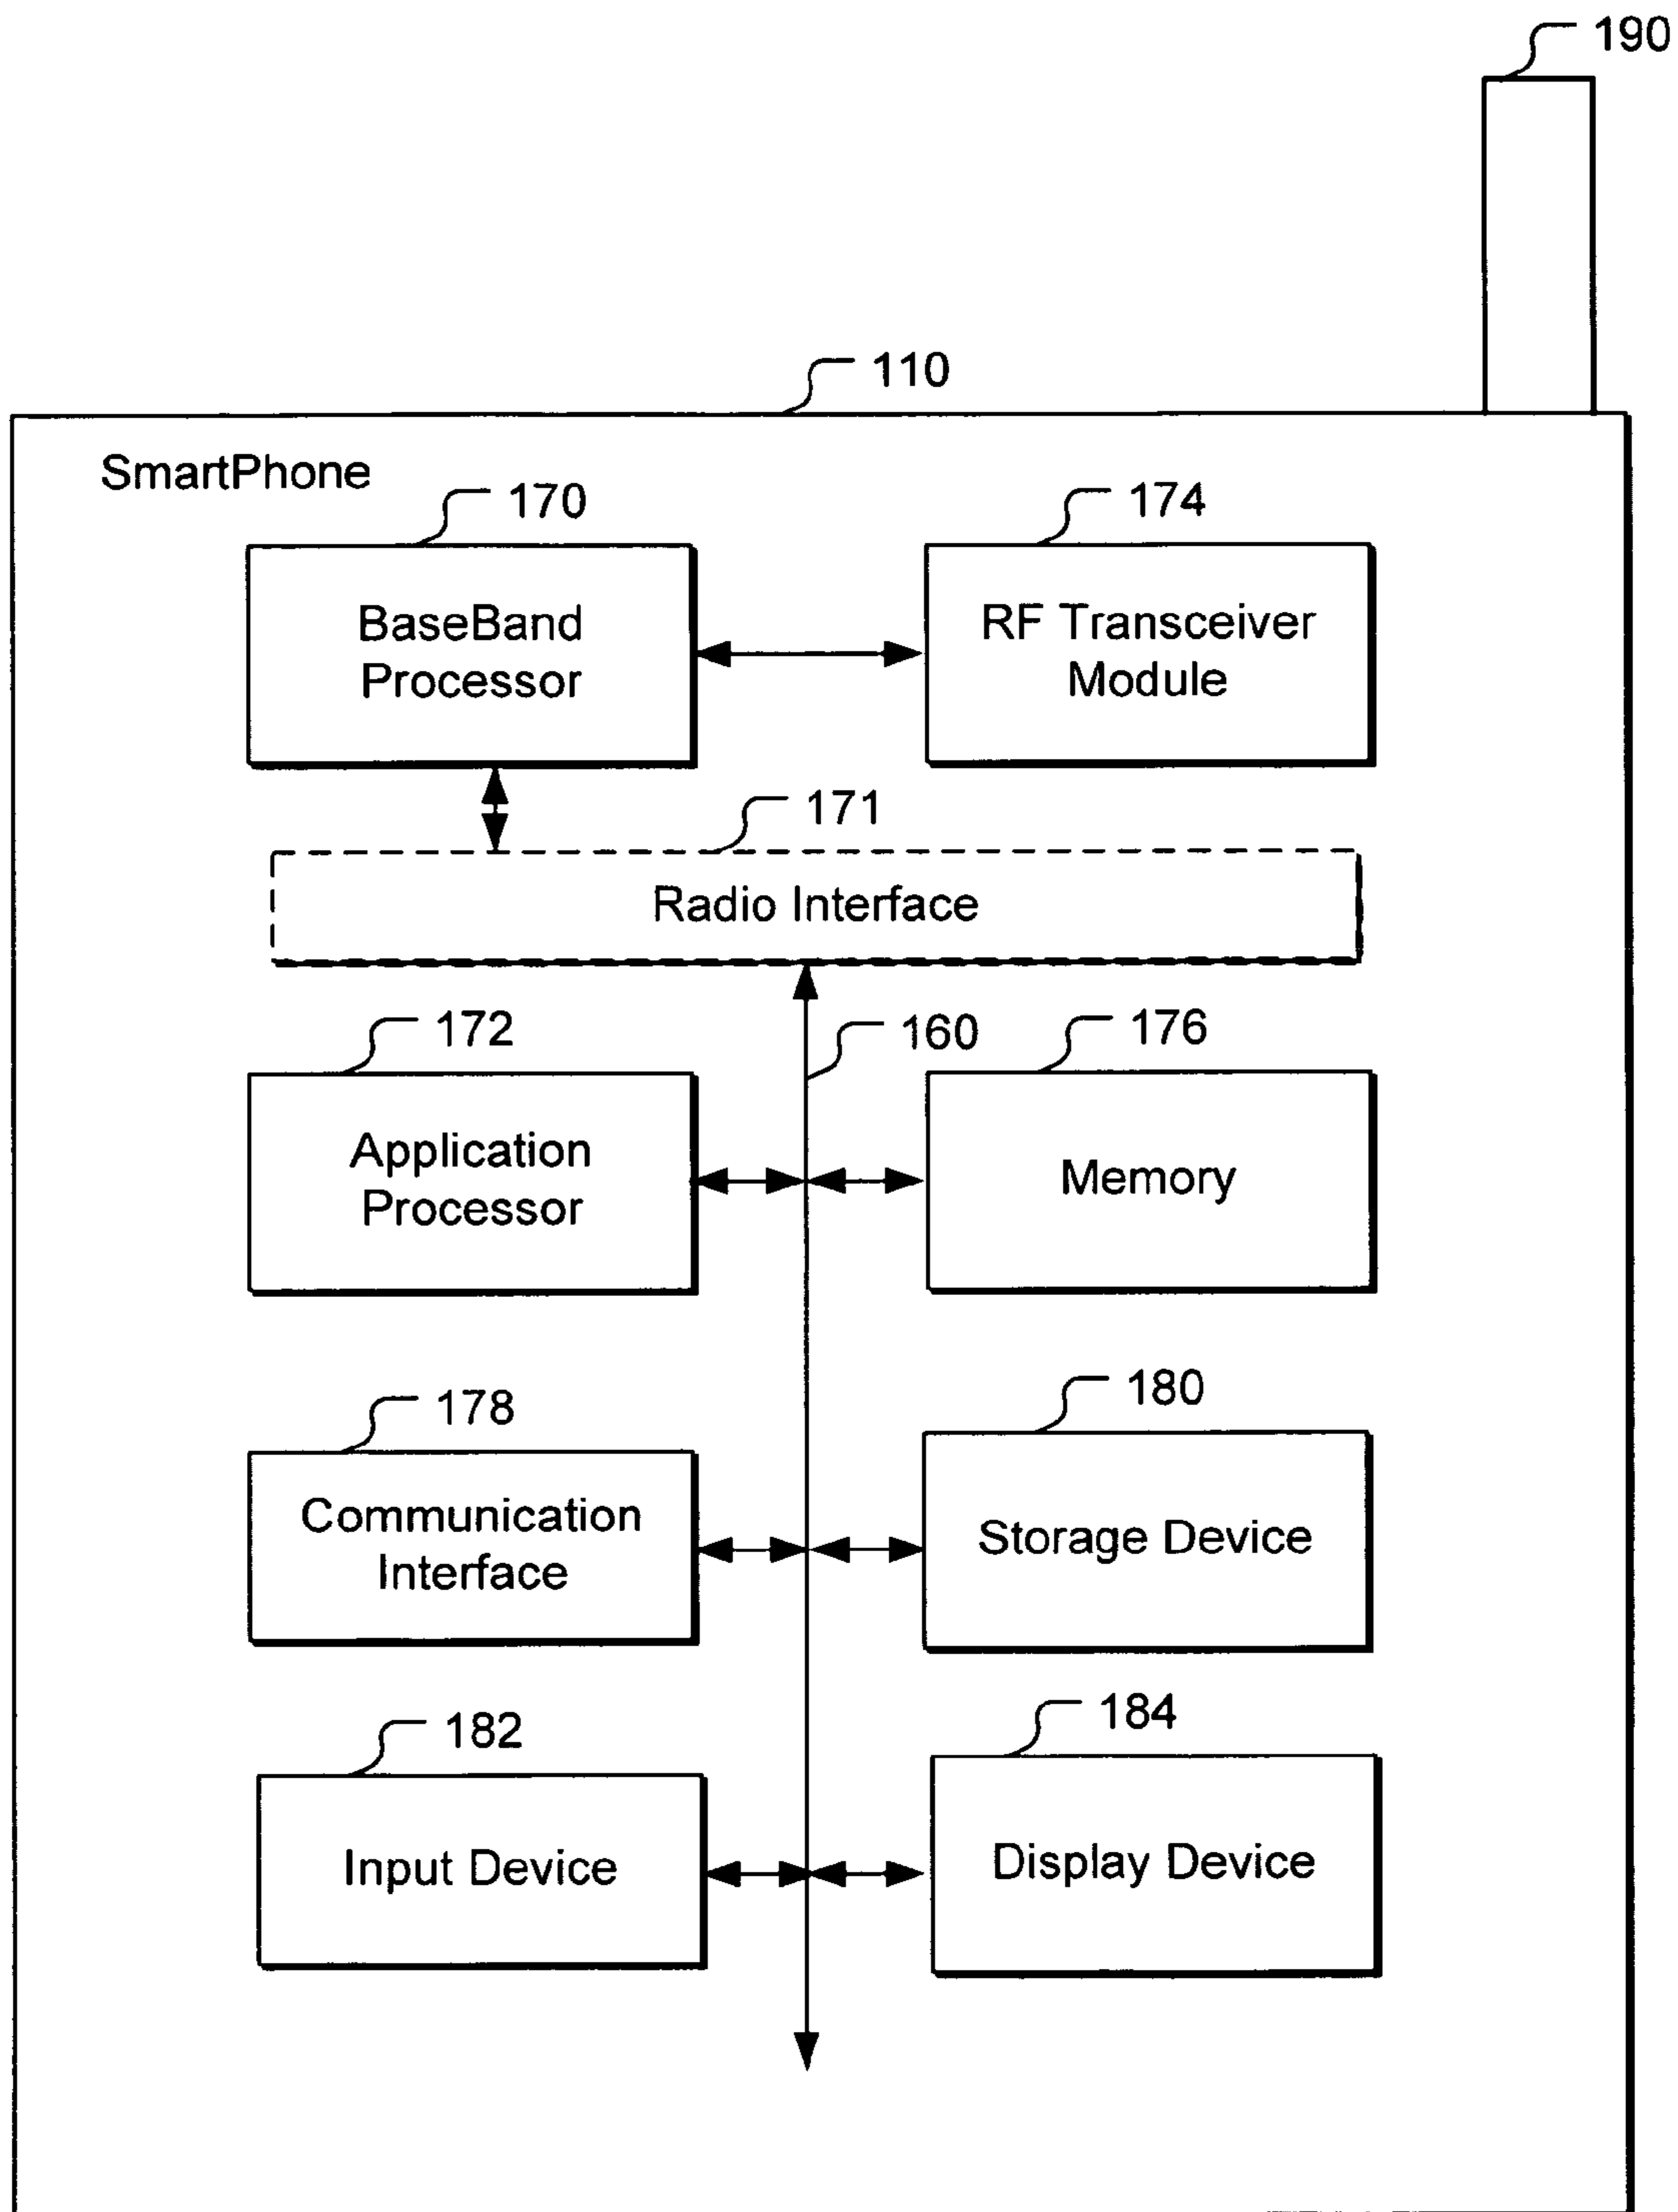 190
110
SmartPhone
170
174
BaseBand
Processor
RF Transceiver
Module
171
Radio Interface
172
160
176
Application
Processor
Memory
178
180
Communication
Interface
Storage Device
182
184
Input Device
Display Device